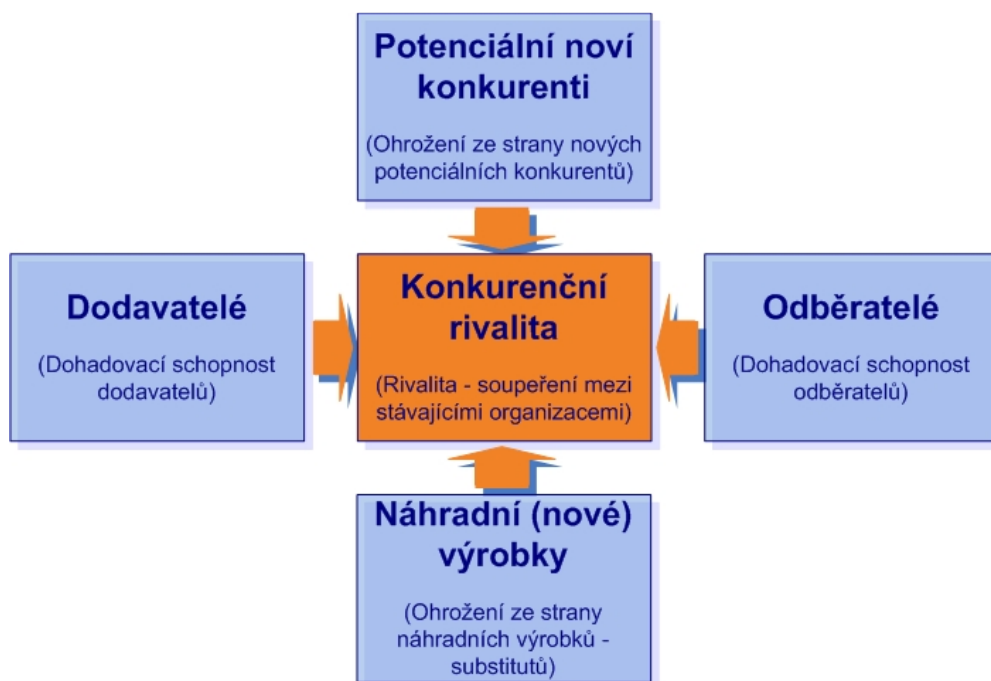 Potenciální noví
konkurenti
(Ohrožení ze strany nových
potenciálních konkurentů)
Dodavatelé
(Dohadovací schopnost
dodavatelů)
Konkurenční
rivalita
(Rivalita - soupeření mezi
stávajícími organizacemi)
Odběratelé
(Dohadovací schopnost
odběratelů)
Náhradní (nové)
výrobky
(Ohrožení ze strany
náhradních výrobků -
substitutů)